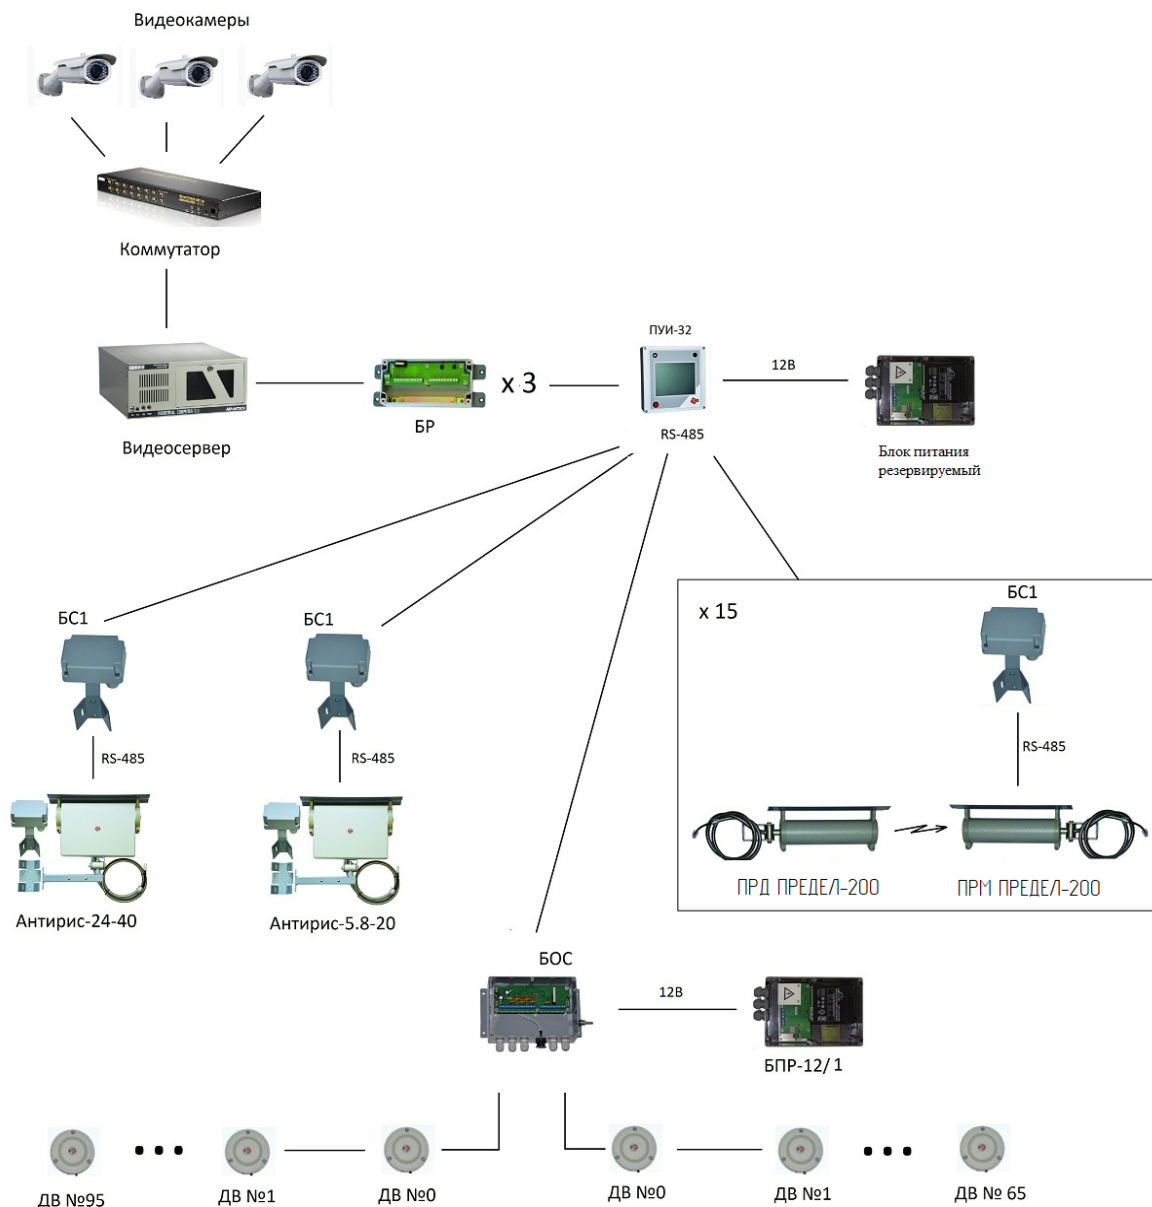 Видеокамеры
Коммутатор
ПУИ-32
12В
x 3
БР
Видеосервер
RS-485
Блок питания
резервируемый
БС1
БС1
БС1
x 15
RS-485
RS-485
RS-485
ПРД ПРЕДЕЛ-200
ПРМ ПРЕДЕЛ-200
Антирис-24-40
Антирис-5.8-20
БОС
12В
БПР-12/ 1
ДВ №95
ДВ №1
ДВ №0
ДВ №0
ДВ №1
ДВ № 65